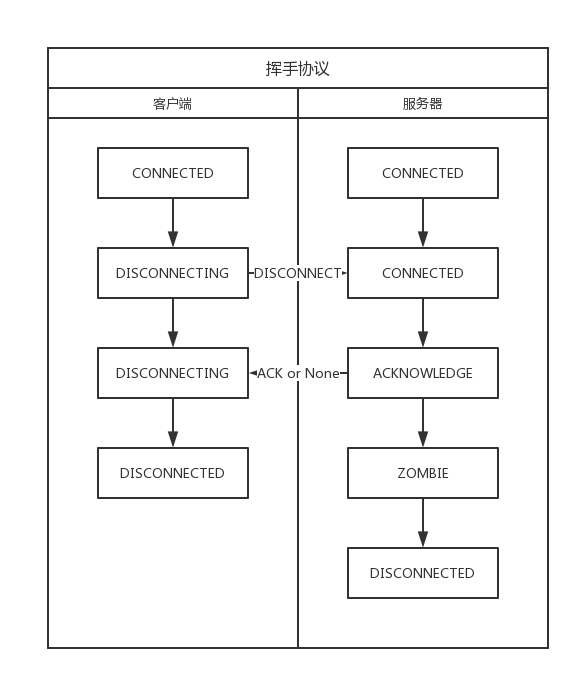 挥手协议
客户端
服务器
CONNECTED
CONNECTED
DISCONNECTING
DISCONNECT
CONNECTED
DISCONNECTING
ACK or None
ACKNOWLEDGE
DISCONNECTED
ZOMBIE
DISCONNECTED